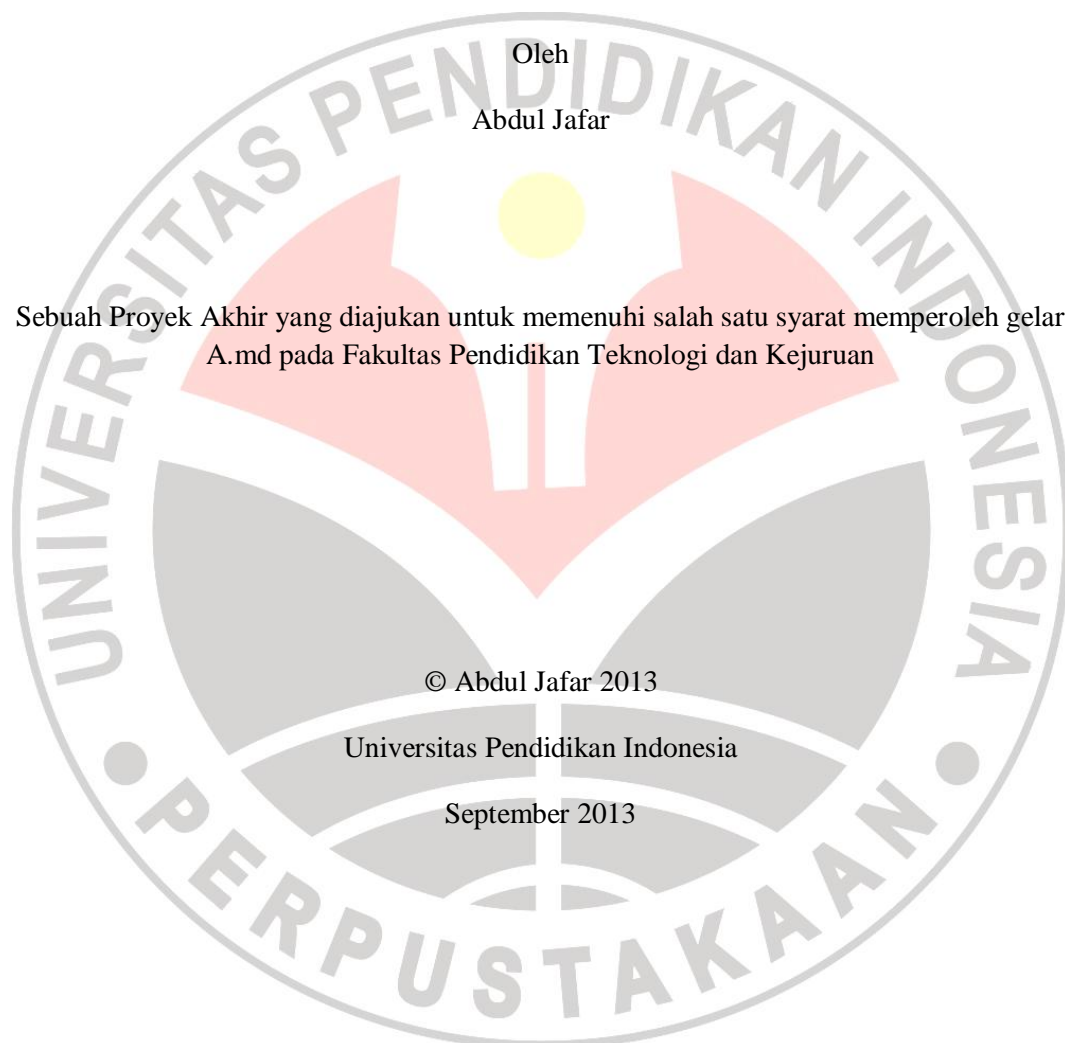 Oleh
Abdul Jafar
Sebuah Proyek Akhir yang diajukan untuk memenuhi salah satu syarat memperoleh gelar
A.md pada Fakultas Pendidikan Teknologi dan Kejuruan
© Abdul Jafar 2013
Universitas Pendidikan Indonesia
September 2013
UNIVERSITAS PENDIDIKAN INDONESIA
PERPUSTAKAAN